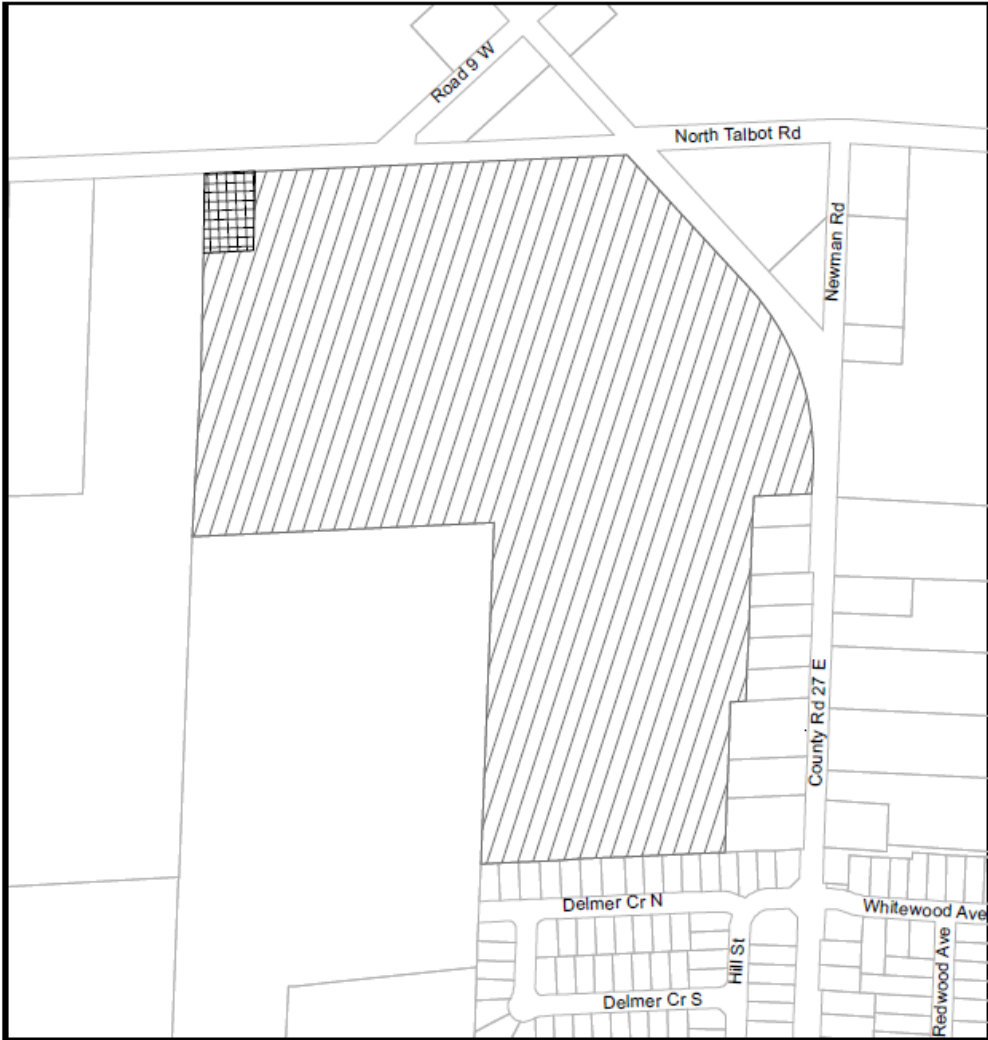 Road 9 W
North Talbot Rd
Newman Rd
County Rd 27 E
Delmer Cr N
Whitewood Ave
Hill St
Redwood Ave
Delmer Cr S